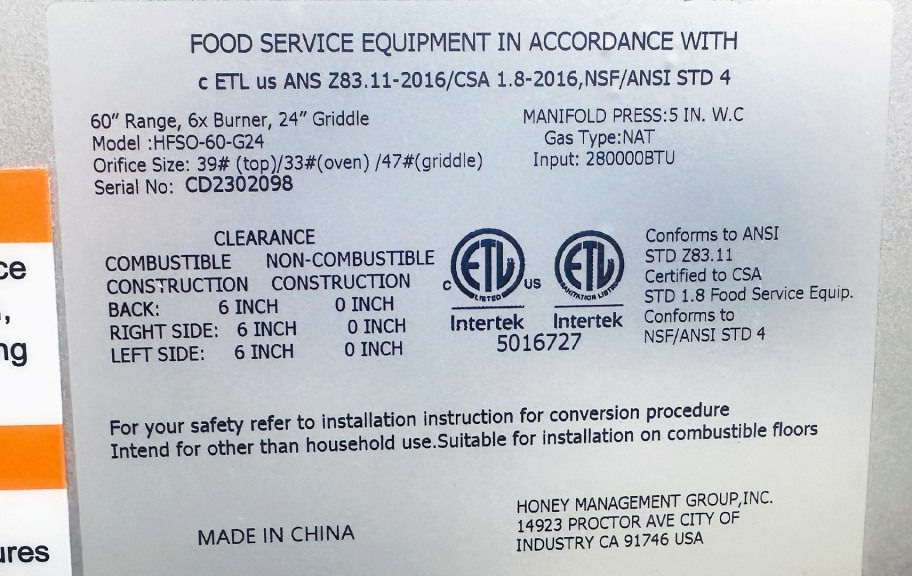 FOOD SERVICE EQUIPMENT IN ACCORDANCE WITH
c ETL us ANS Z83.11-2016/CSA 1.8-2016,NSF/ANSI STD 4
60" Range, 6x Burner, 24" Griddle
Model :HFSO-60-G24
Orifice Size: 39# (top)/33#(oven) /47#(griddle)
Serial No: CD2302098
MANIFOLD PRESS:5 IN. W.C
Gas Type:NAT
Input: 280000BTU
CLEARANCE
COMBUSTIBLE NON-COMBUSTIBLE
CONSTRUCTION CONSTRUCTION
BACK: 6 INCH 0 INCH
RIGHT SIDE: 6 INCH 0 INCH
LEFT SIDE: 6 INCH 0 INCH
ETL
LISTED
c US
Intertek
ETL
SANITATION LISTED
Intertek
5016727
Conforms to ANSI
STD Z83.11
Certified to CSA
STD 1.8 Food Service Equip.
Conforms to
NSF/ANSI STD 4
For your safety refer to installation instruction for conversion procedure
Intend for other than household use.Suitable for installation on combustible floors
MADE IN CHINA
HONEY MANAGEMENT GROUP,INC.
14923 PROCTOR AVE CITY OF
INDUSTRY CA 91746 USA
ce
,
ng
ures